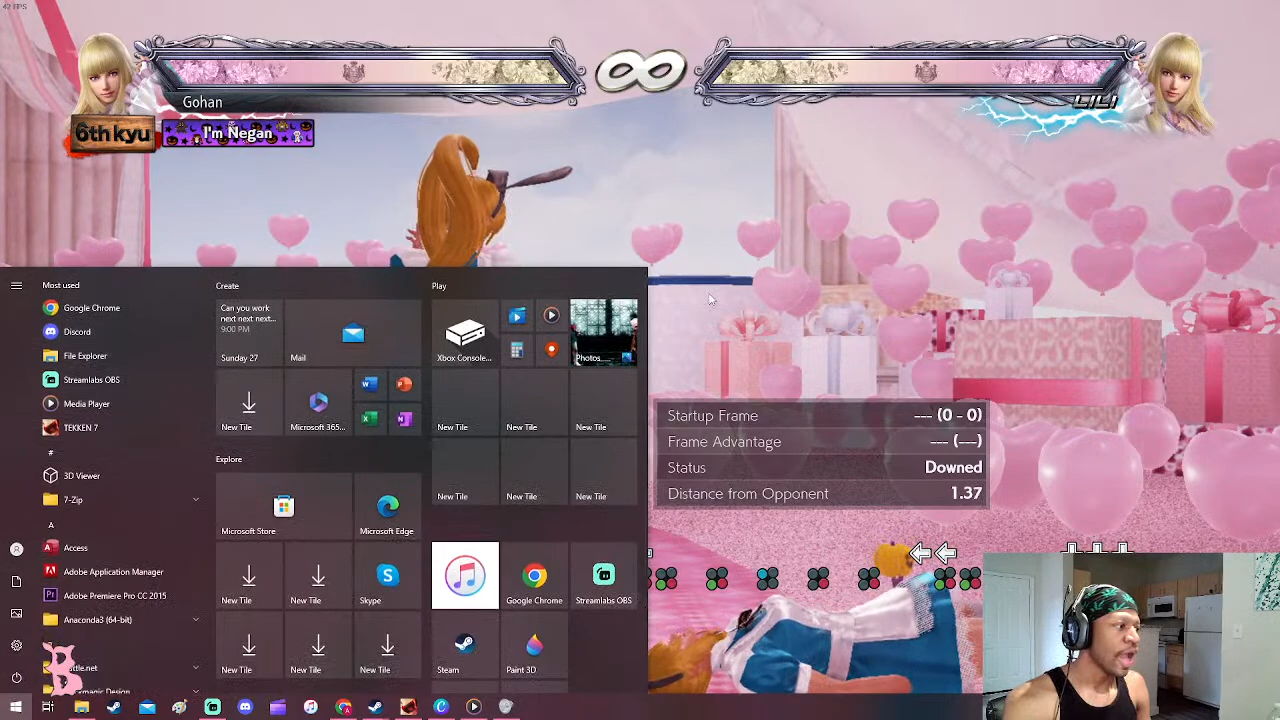 42 FPS
Gohan
LILI
6th kyu
I'm Negan
Most used
Google Chrome
Discord
File Explorer
Streamlabs OBS
Media Player
TEKKEN 7
#
3D Viewer
7-Zip
A
Access
Adobe Application Manager
Adobe Premiere Pro CC 2015
Anaconda3 (64-bit)
Create
Can you work
next next next...
9:00 PM
Sunday 27
Mail
New Tile
Microsoft 365...
Explore
Microsoft Store
Microsoft Edge
New Tile
New Tile
Skype
New Tile
New Tile
New Tile
Play
Xbox Console...
Photos
New Tile
New Tile
New Tile
New Tile
New Tile
New Tile
Google Chrome
Streamlabs OBS
Steam
Paint 3D
Startup Frame --- (0 - 0)
Frame Advantage --- (---)
Status Downed
Distance from Opponent 1.37